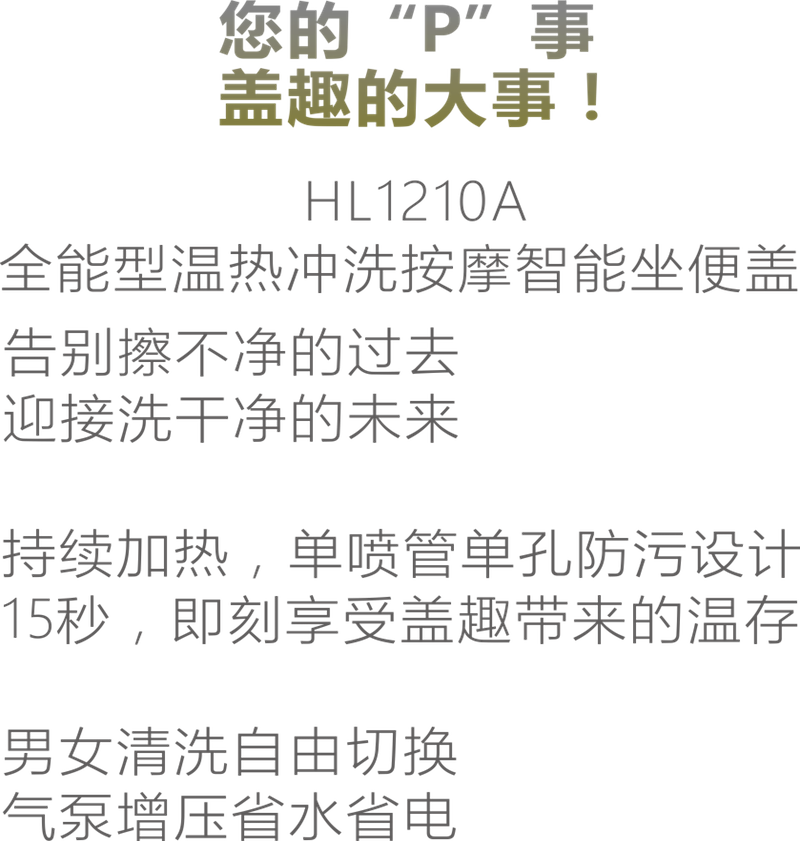 您的“P”事
盖趣的大事！
HL1210A
全能型温热冲洗按摩智能坐便盖
告别擦不净的过去
迎接洗干净的未来
持续加热，单喷管单孔防污设计
15秒，即刻享受盖趣带来的温存
男女清洗自由切换
气泵增压省水省电